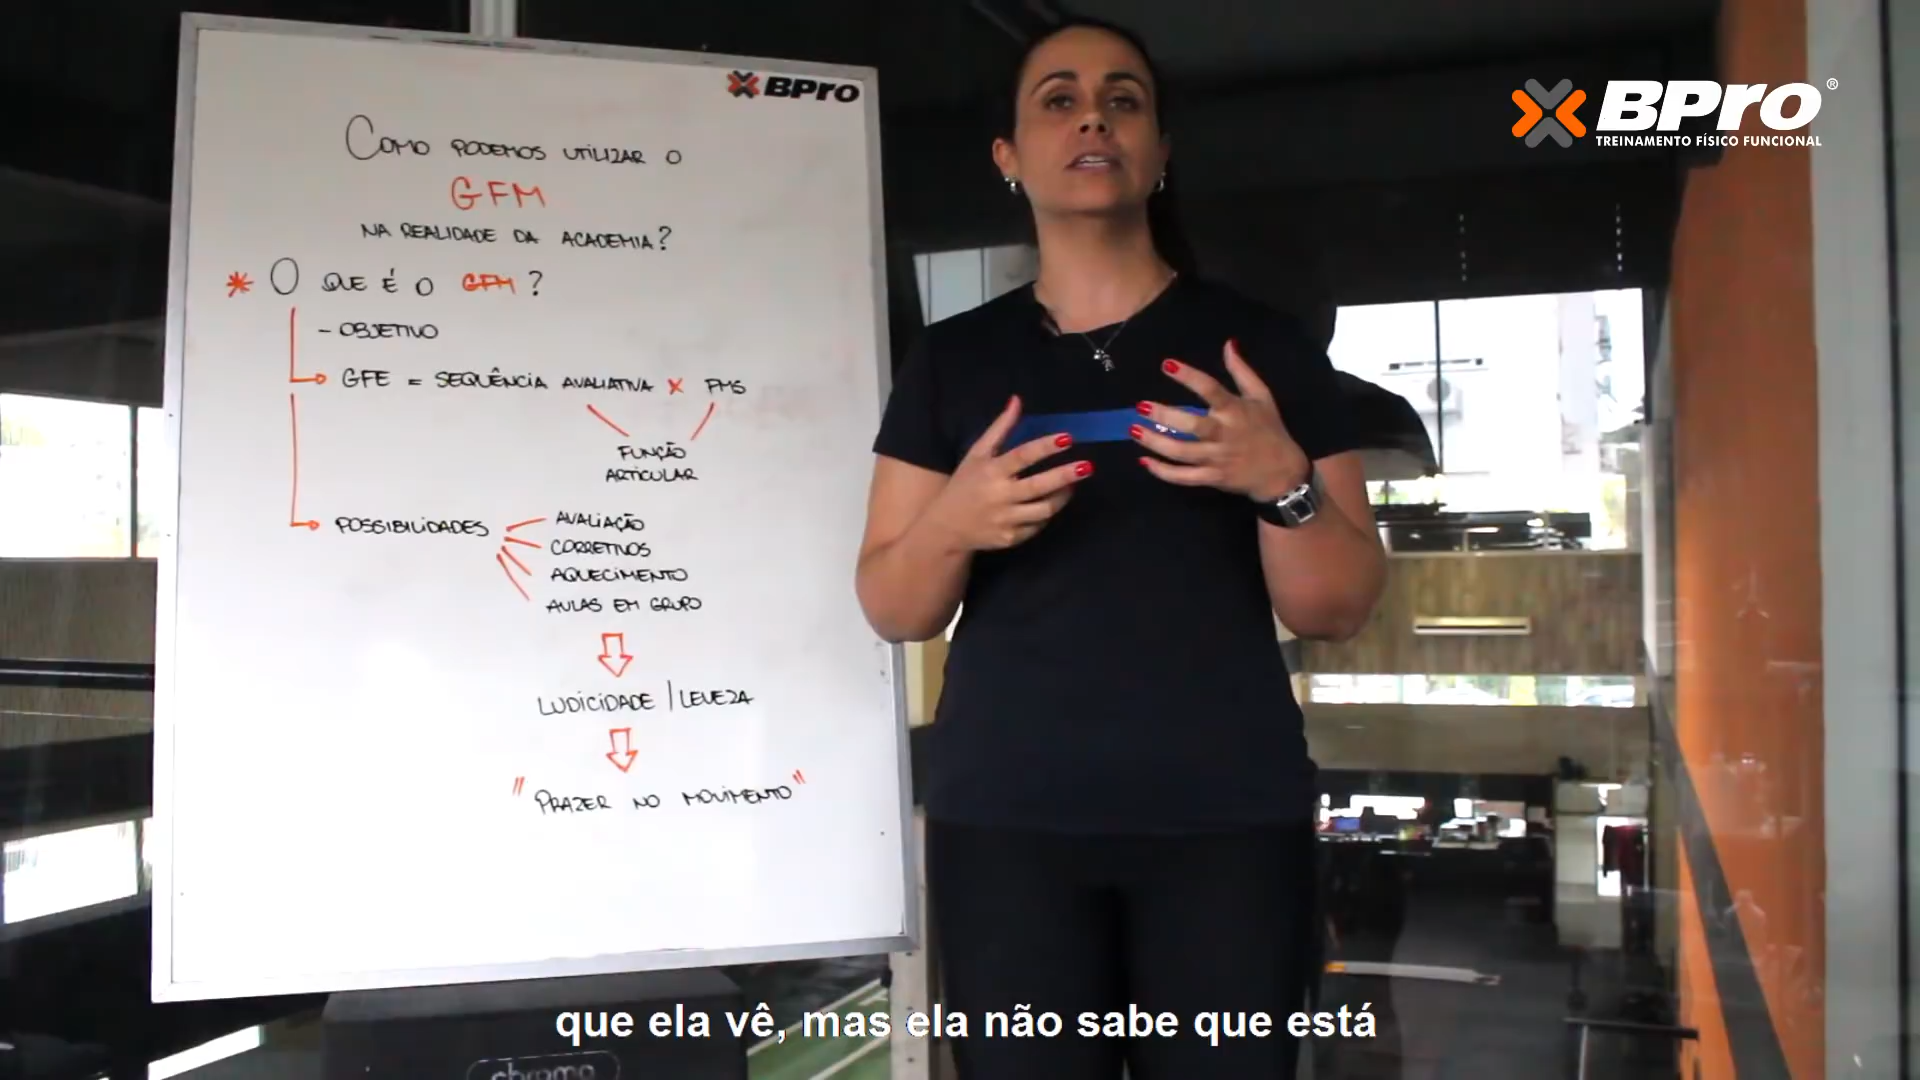 BPro
COMO PODEMOS UTILIZAR O
GFM
NA REALIDADE DA ACADEMIA?
* O QUE É O GFM?
- OBJETIVO
GFE = SEQUÊNCIA AVALIATIVA X FMS
FUNÇÃO
ARTICULAR
POSSIBILIDADES
AVALIAÇÃO
CORRETIVOS
AQUECIMENTO
AULAS EM GRUPO
LUDICIDADE / LEVEZA
"PRAZER NO MOVIMENTO"
BPro®
TREINAMENTO FÍSICO FUNCIONAL
chroma
que ela vê, mas ela não sabe que está